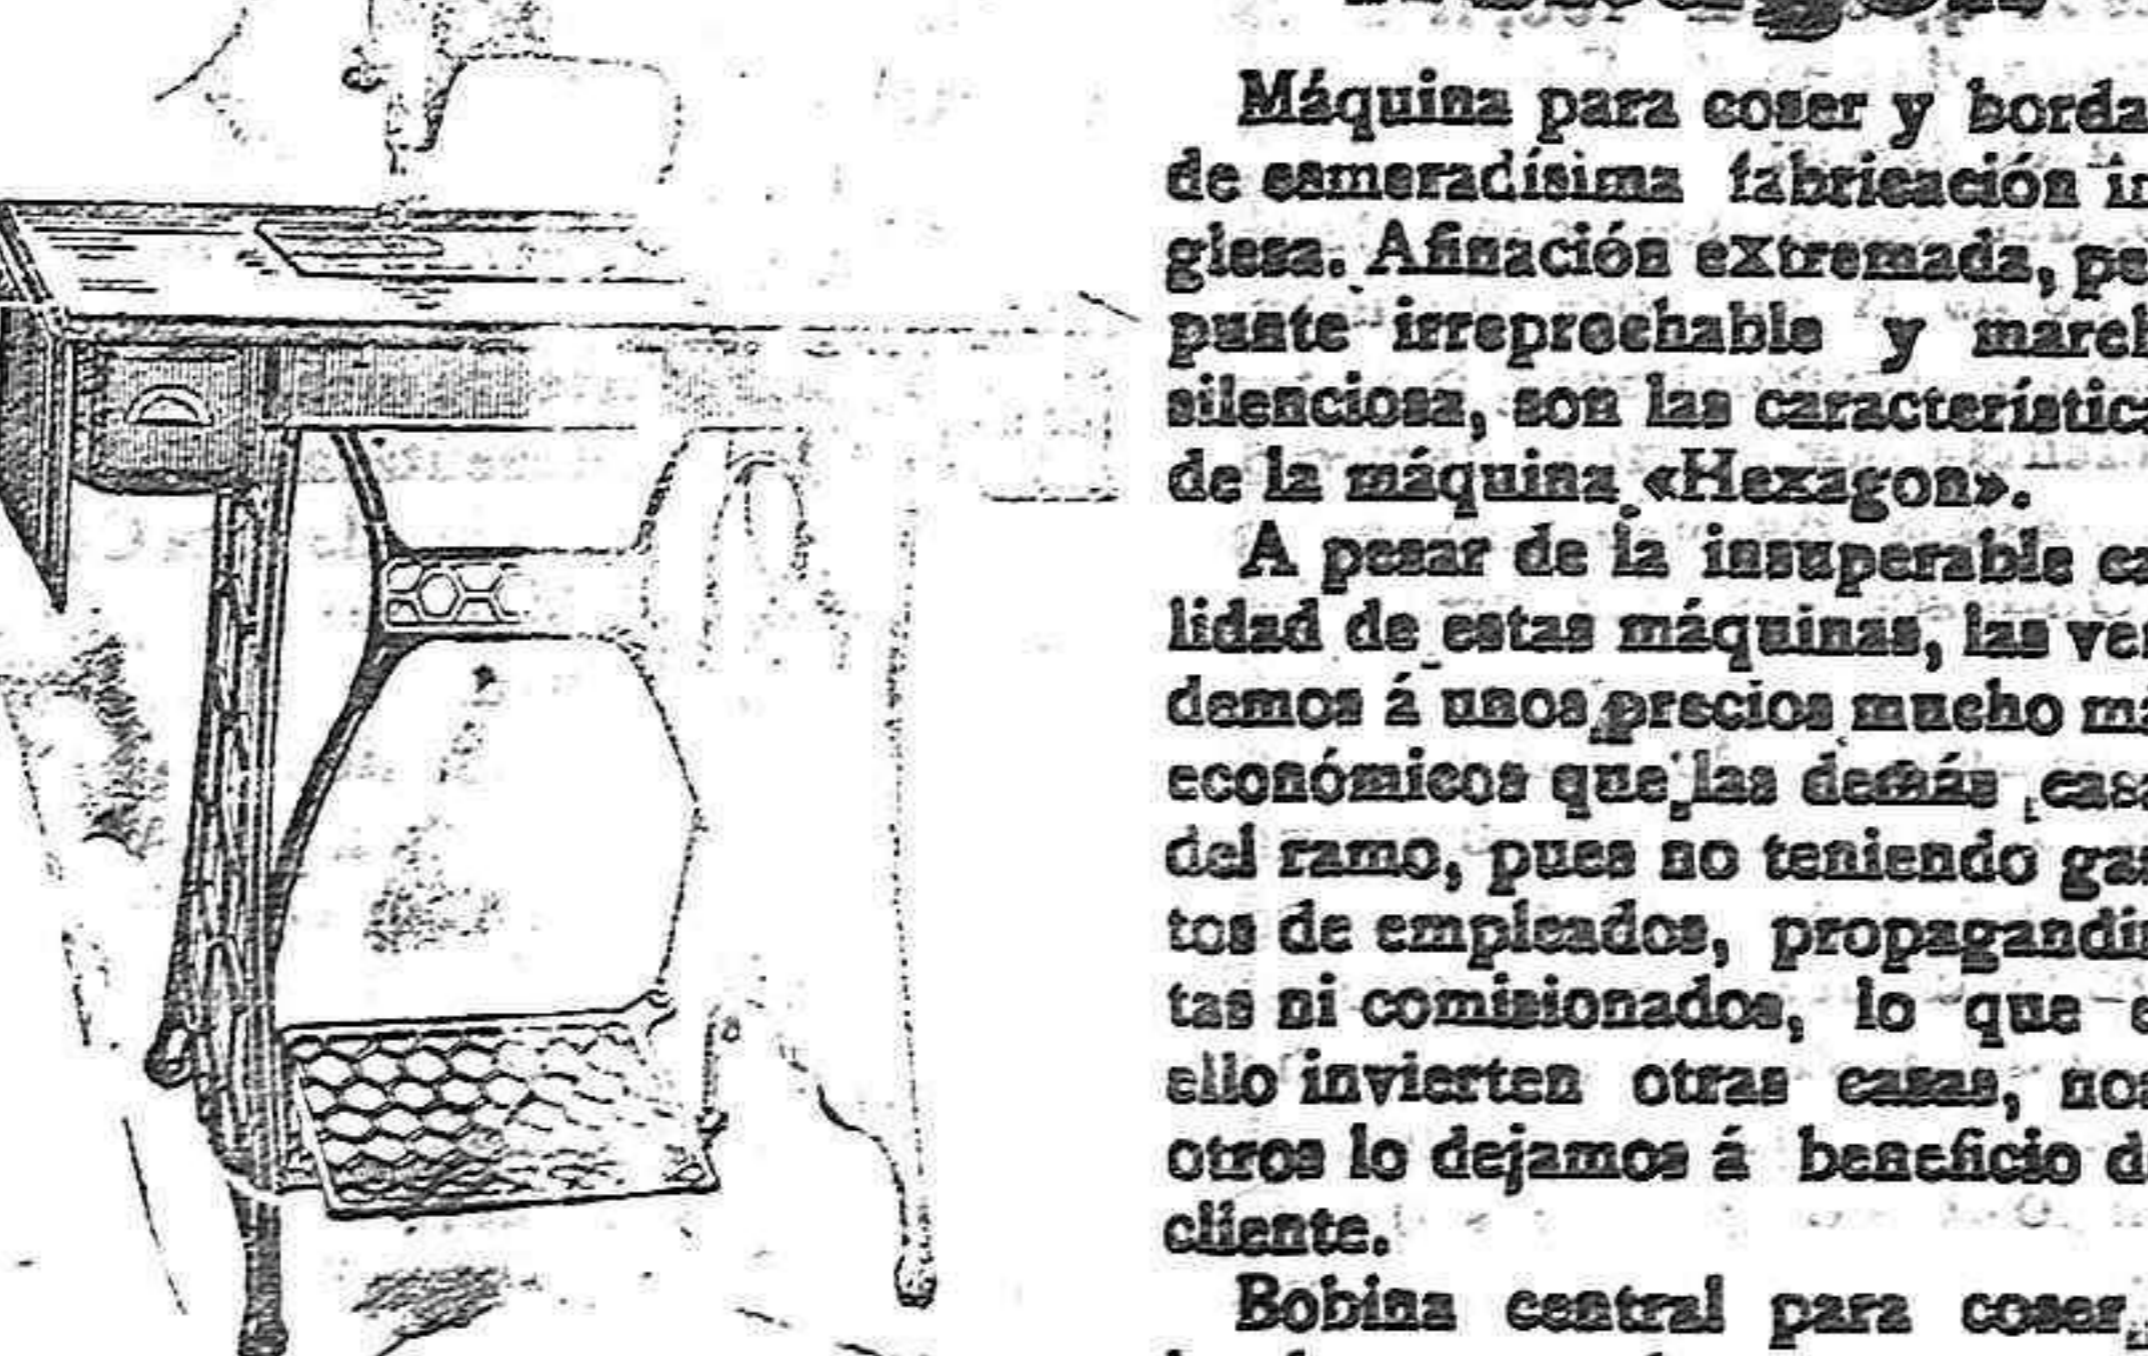 Máquina para coser y borda
de esmeradísima fabricación in
glesa. Afinación extremada, pes
punte irreprochable y march
silenciosa, son las característica
de la máquina «Hexagon».
A pesar de la insuperable ca
lidad de estas máquinas, las ven
demos á unos precios mucho má
económicos que las demás casa
del ramo, pues no teniendo gas
tos de empleados, propagandis
tas ni comisionados, lo que e
ello invierten otras casas, nos
otros lo dejamos á beneficio de
cliente.
Bobina central para coser,